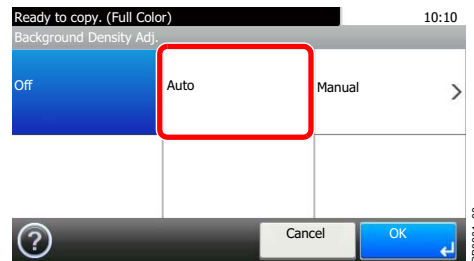 Ready to copy. (Full Color) 10:10
Background Density Adj.
Off Auto Manual
Cancel OK